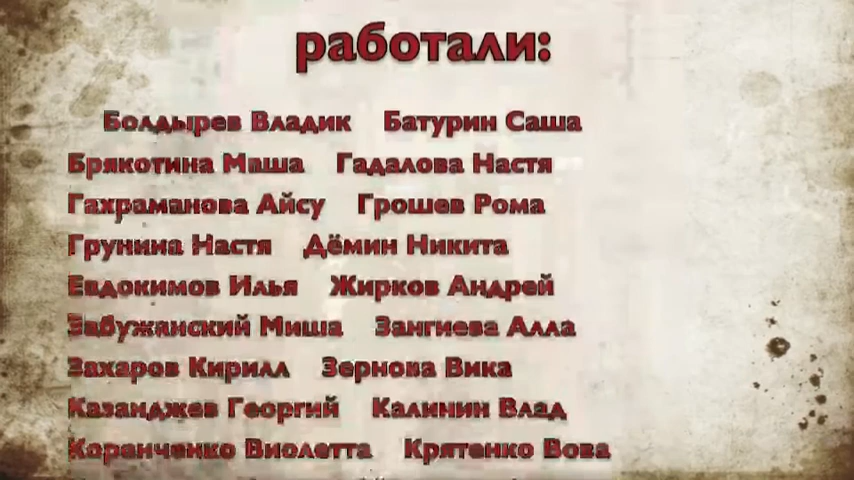 работали:
Болдырев Владик Батурин Саша
Брякотина Маша Гадалова Настя
Гахраманова Айсу Грошев Рома
Грунина Настя Дёмин Никита
Евдокимов Илья Жирков Андрей
Забужанский Миша Зангиева Алла
Захаров Кирилл Зернова Вика
Казанджев Георгий Калинин Влад
Коранченко Виолетта Крятенко Вова